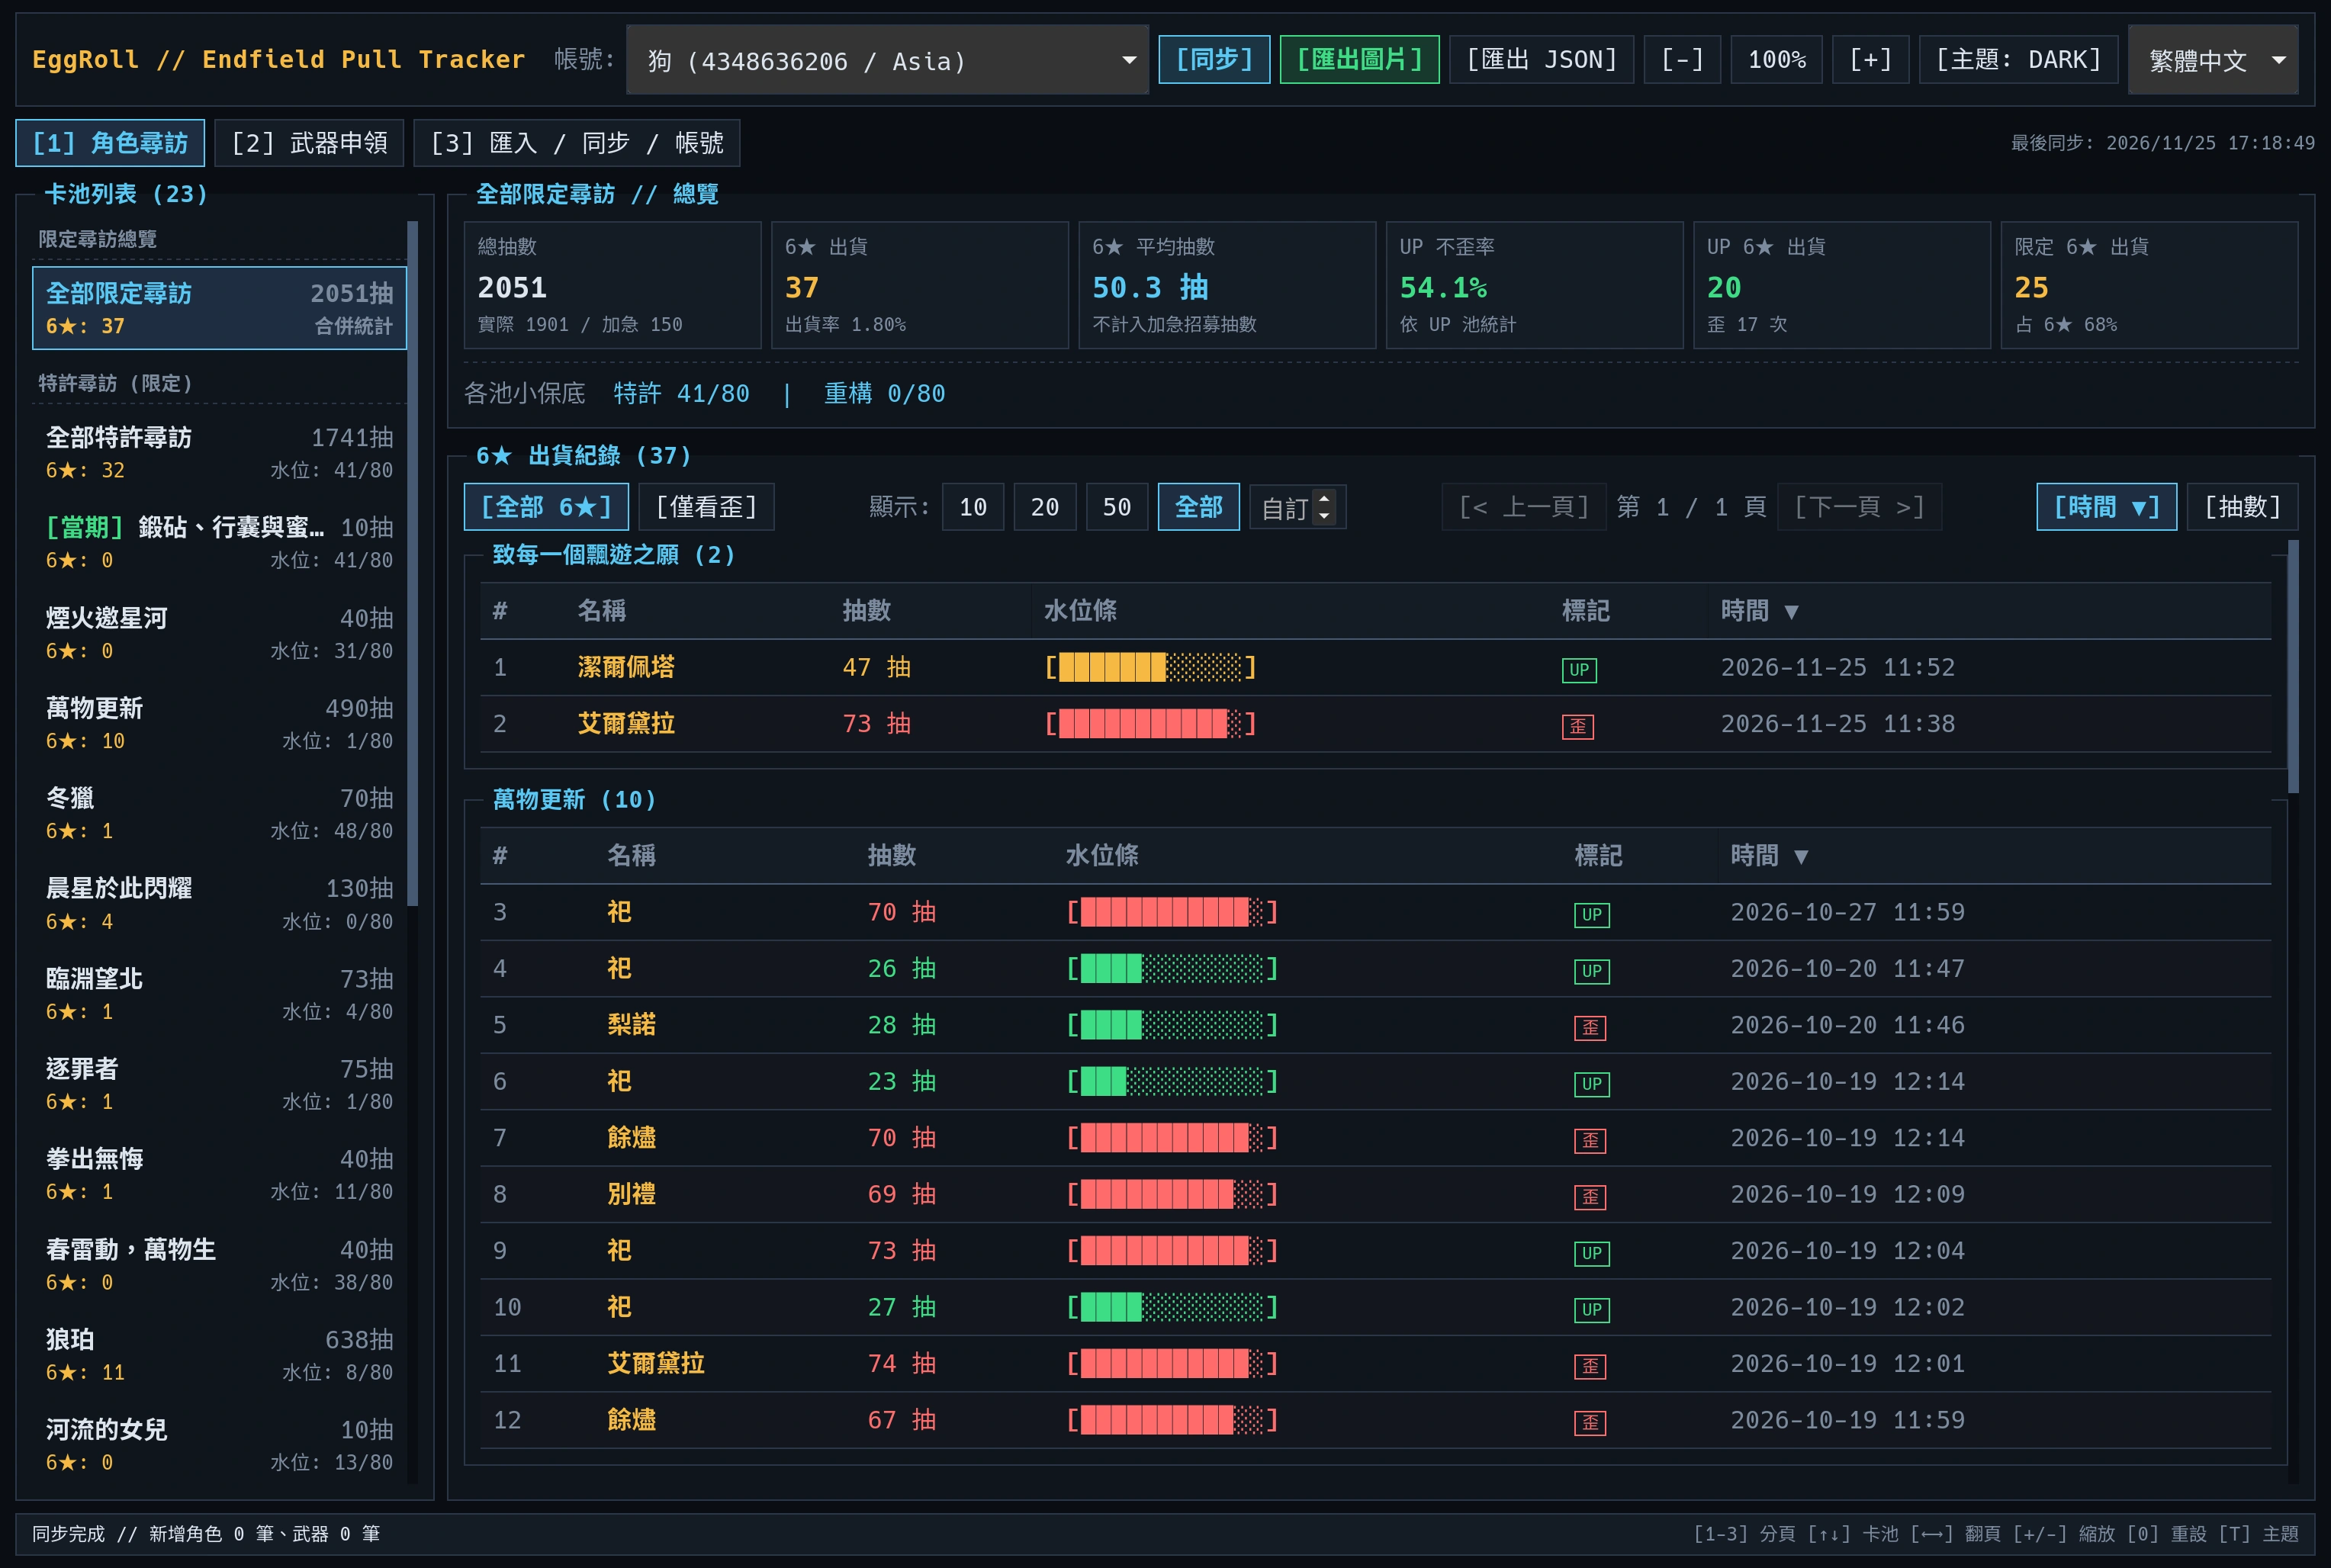 EggRoll // Endfield Pull Tracker 帳號: 狗 (4348636206 / Asia) [同步] [匯出圖片] [匯出 JSON] [-] 100% [+] [主題: DARK] 繁體中文
[1] 角色尋訪 [2] 武器申領 [3] 匯入 / 同步 / 帳號 最後同步: 2026/11/25 17:18:49
卡池列表 (23)
限定尋訪總覽
全部限定尋訪 2051抽
6★: 37 合併統計
特許尋訪 (限定)
全部特許尋訪 1741抽
6★: 32 水位: 41/80
[當期] 鍛砧、行囊與蜜… 10抽
6★: 0 水位: 41/80
煙火邀星河 40抽
6★: 0 水位: 31/80
萬物更新 490抽
6★: 10 水位: 1/80
冬獵 70抽
6★: 1 水位: 48/80
晨星於此閃耀 130抽
6★: 4 水位: 0/80
臨淵望北 73抽
6★: 1 水位: 4/80
逐罪者 75抽
6★: 1 水位: 1/80
拳出無悔 40抽
6★: 1 水位: 11/80
春雷動，萬物生 40抽
6★: 0 水位: 38/80
狼珀 638抽
6★: 11 水位: 8/80
河流的女兒 10抽
6★: 0 水位: 13/80
全部限定尋訪 // 總覽
總抽數
2051
實際 1901 / 加急 150
6★ 出貨
37
出貨率 1.80%
6★ 平均抽數
50.3 抽
不計入加急招募抽數
UP 不歪率
54.1%
依 UP 池統計
UP 6★ 出貨
20
歪 17 次
限定 6★ 出貨
25
占 6★ 68%
各池小保底 特許 41/80 | 重構 0/80
6★ 出貨紀錄 (37)
[全部 6★] [僅看歪] 顯示: 10 20 50 全部 自訂 [< 上一頁] 第 1 / 1 頁 [下一頁 >] [時間 ▼] [抽數]
致每一個飄遊之願 (2)
# 名稱 抽數 水位條 標記 時間 ▼
1 潔爾佩塔 47 抽 [███████░░░░░] UP 2026-11-25 11:52
2 艾爾黛拉 73 抽 [███████████░] 歪 2026-11-25 11:38
萬物更新 (10)
# 名稱 抽數 水位條 標記 時間 ▼
3 祀 70 抽 [███████████░] UP 2026-10-27 11:59
4 祀 26 抽 [████░░░░░░░░] UP 2026-10-20 11:47
5 梨諾 28 抽 [████░░░░░░░░] 歪 2026-10-20 11:46
6 祀 23 抽 [███░░░░░░░░░] UP 2026-10-19 12:14
7 餘燼 70 抽 [███████████░] 歪 2026-10-19 12:14
8 別禮 69 抽 [██████████░░] 歪 2026-10-19 12:09
9 祀 73 抽 [███████████░] UP 2026-10-19 12:04
10 祀 27 抽 [████░░░░░░░░] UP 2026-10-19 12:02
11 艾爾黛拉 74 抽 [███████████░] 歪 2026-10-19 12:01
12 餘燼 67 抽 [██████████░░] 歪 2026-10-19 11:59
同步完成 // 新增角色 0 筆、武器 0 筆 [1-3] 分頁 [↑↓] 卡池 [←→] 翻頁 [+/-] 縮放 [0] 重設 [T] 主題